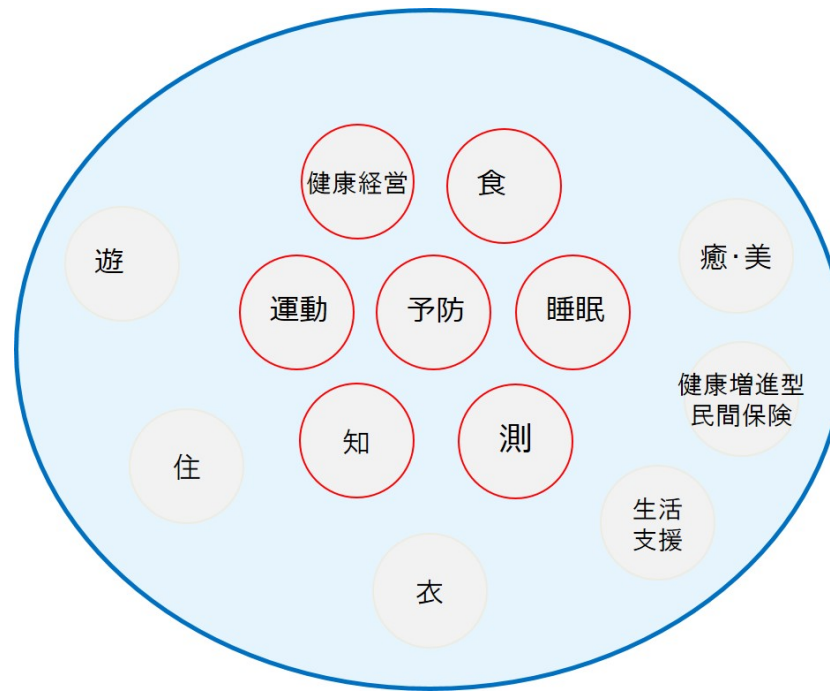 健康経営
食
遊
癒・美
運動
予防
睡眠
健康増進型
民間保険
知
測
住
生活
支援
衣